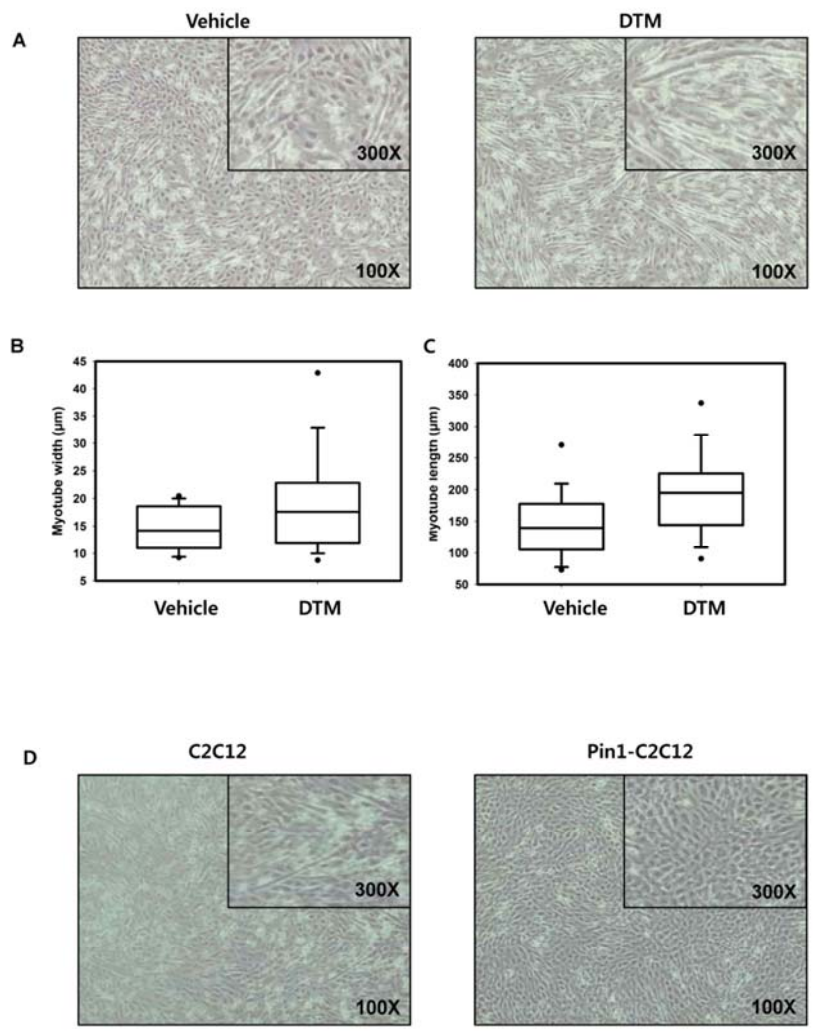 A
Vehicle
DTM
300X
100X
300X
100X
B
Myotube width (μm)
45
40
35
30
25
20
15
10
5
Vehicle
DTM
C
Myotube length (μm)
400
350
300
250
200
150
100
50
Vehicle
DTM
D
C2C12
Pin1-C2C12
300X
100X
300X
100X